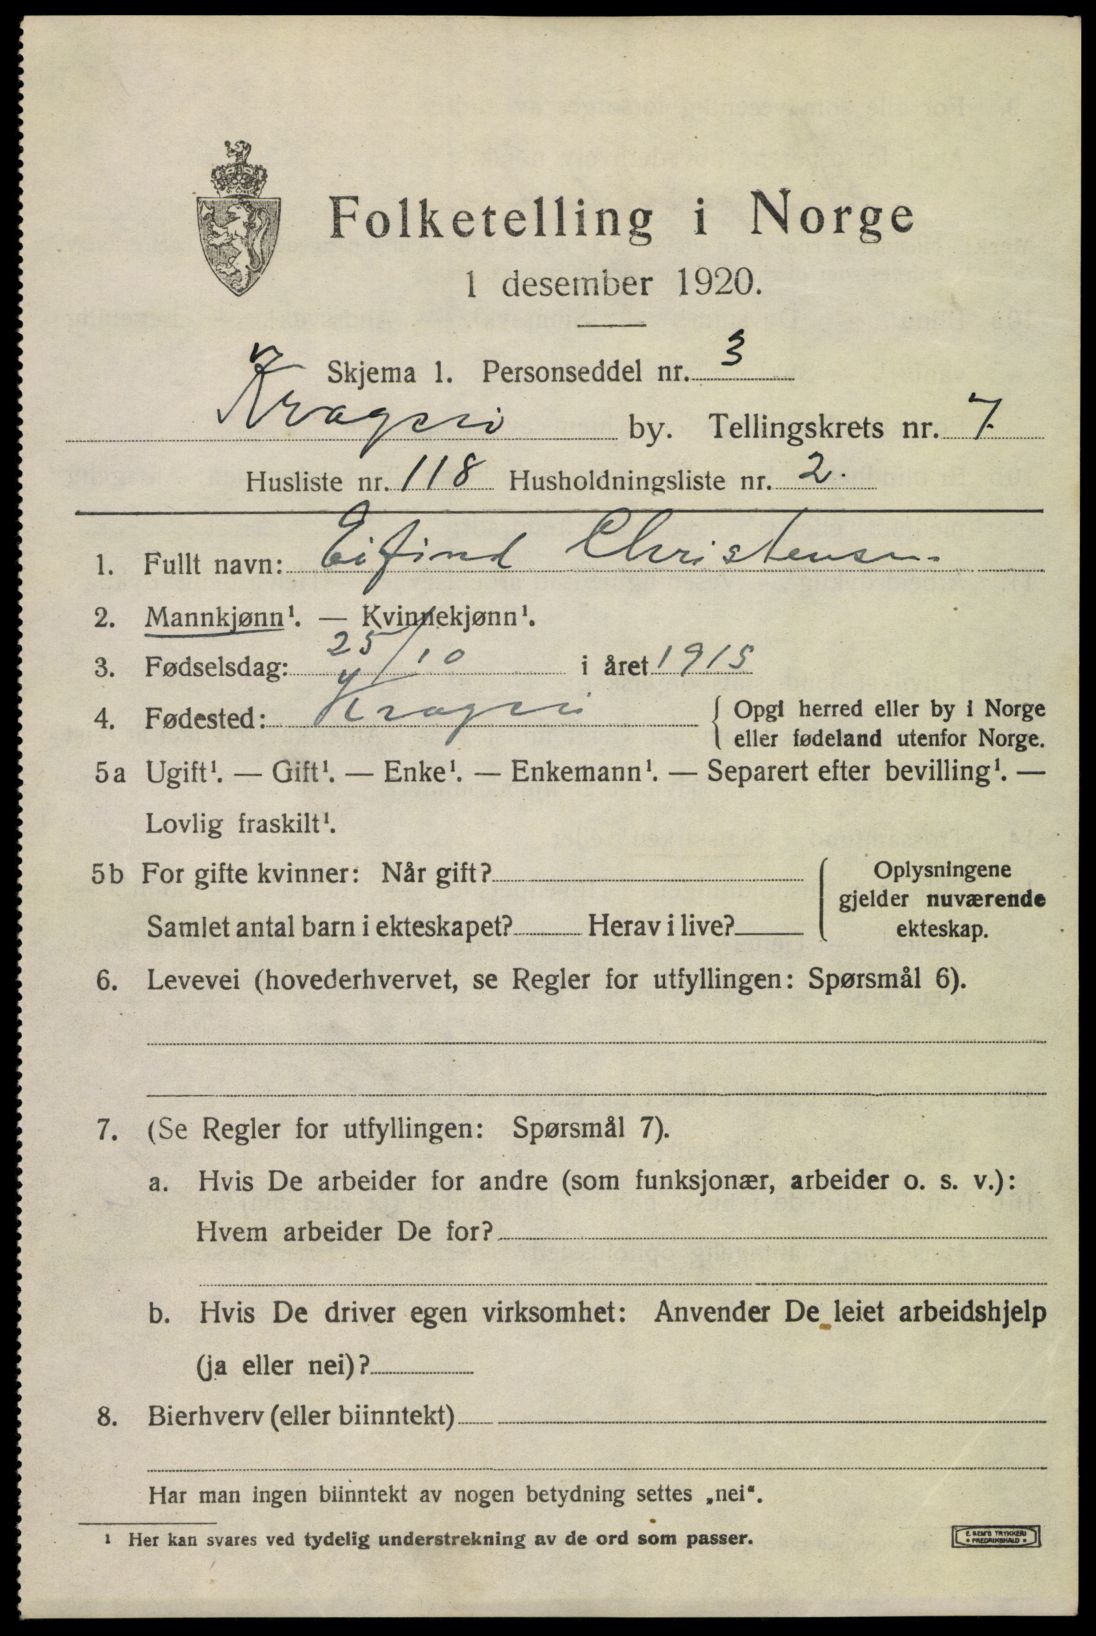 Folketelling i Norge
1 desember 1920.
Skjema 1. Personseddel nr. 3
Kragerø by. Tellingskrets nr. 7.
Husliste nr. 118 Husholdningsliste nr. 2.
1. Fullt navn: Eifind Christensen.
2. Mannkjønn¹. — Kvinnekjønn¹.
3. Fødselsdag: 25/10 i året 1915
4. Fødested: Kragerø { Opgi herred eller by i Norge
eller fødeland utenfor Norge.
5a Ugift¹. — Gift¹. — Enke¹. — Enkemann¹. — Separert efter bevilling¹. —
Lovlig fraskilt¹.
5b For gifte kvinner: Når gift? { Oplysningene
gjelder nuværende
Samlet antal barn i ekteskapet? Herav i live? ekteskap.
6. Levevei (hovederhvervet, se Regler for utfyllingen: Spørsmål 6).
7. (Se Regler for utfyllingen: Spørsmål 7).
a. Hvis De arbeider for andre (som funksjonær, arbeider o. s. v.):
Hvem arbeider De for?
b. Hvis De driver egen virksomhet: Anvender De leiet arbeidshjelp
(ja eller nei)?
8. Bierhverv (eller biinntekt)
Har man ingen biinntekt av nogen betydning settes „nei“.
¹ Her kan svares ved tydelig understrekning av de ord som passer.
E. SEM'S TRYKKERI
• FREDRIKSHALD •